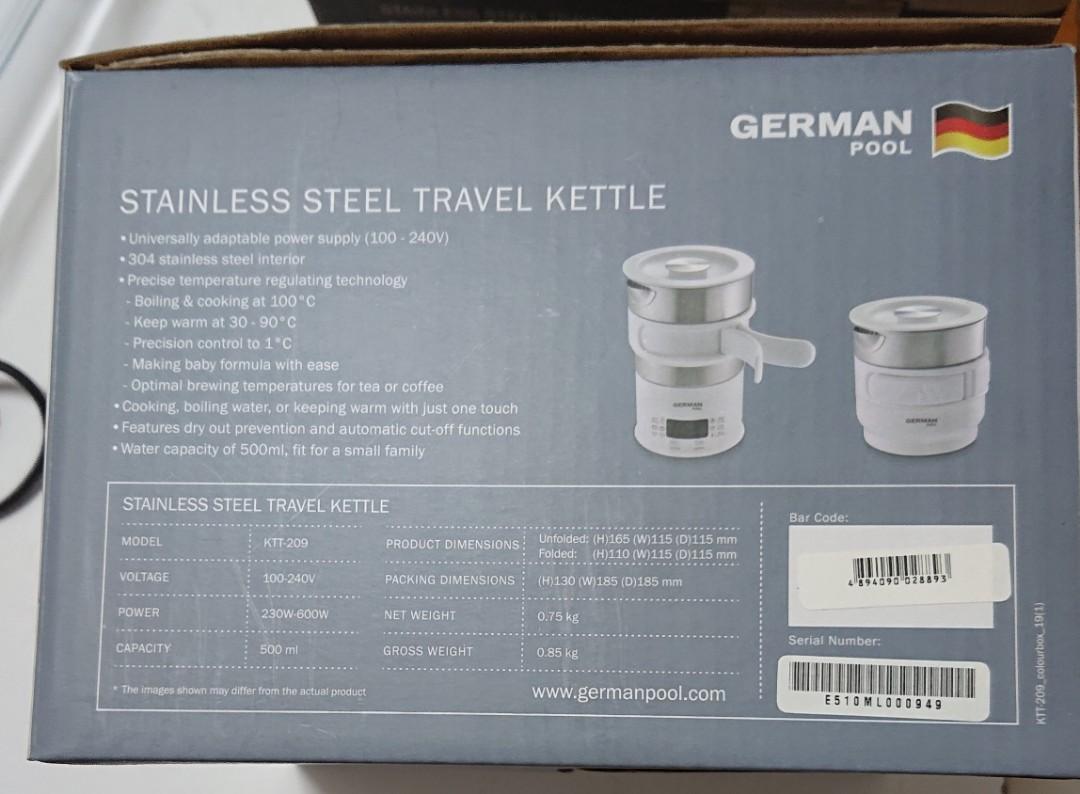 GERMAN
POOL
STAINLESS STEEL TRAVEL KETTLE
• Universally adaptable power supply (100 - 240V)
• 304 stainless steel interior
• Precise temperature regulating technology
- Boiling & cooking at 100°C
- Keep warm at 30 - 90°C
- Precision control to 1°C
- Making baby formula with ease
- Optimal brewing temperatures for tea or coffee
• Cooking, boiling water, or keeping warm with just one touch
• Features dry out prevention and automatic cut-off functions
• Water capacity of 500ml, fit for a small family
GERMAN
POOL
GERMAN
POOL
STAINLESS STEEL TRAVEL KETTLE
MODEL KTT-209
VOLTAGE 100-240V
POWER 230W-600W
CAPACITY 500 ml
PRODUCT DIMENSIONS Unfolded: (H)165 (W)115 (D)115 mm
Folded: (H)110 (W)115 (D)115 mm
PACKING DIMENSIONS (H)130 (W)185 (D)185 mm
NET WEIGHT 0.75 kg
GROSS WEIGHT 0.85 kg
* The images shown may differ from the actual product
www.germanpool.com
Bar Code:
4 894090 028893
Serial Number:
E510ML000949
KTT-209_colourbox_19(1)